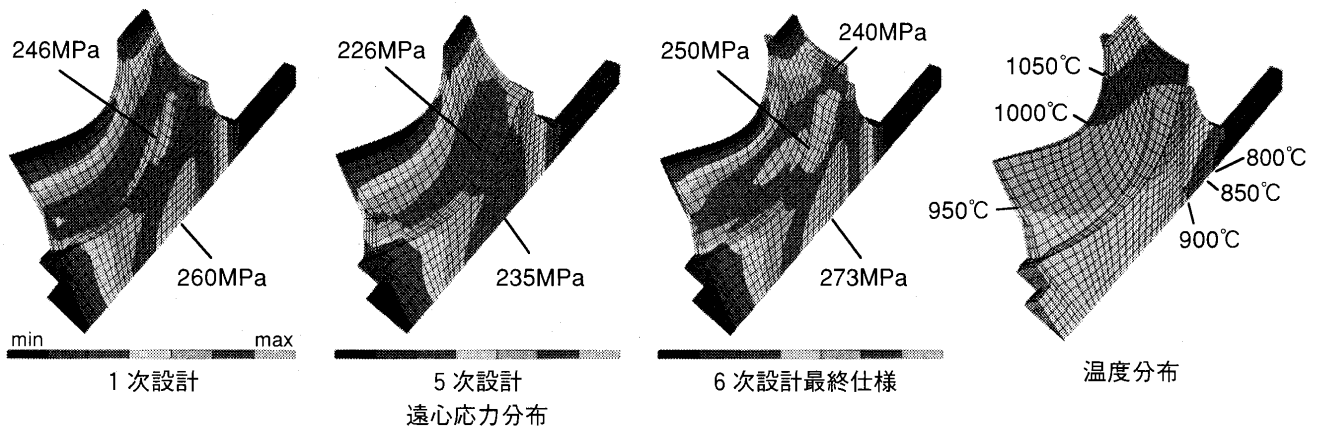 246MPa
260MPa
min
max
1次設計
226MPa
235MPa
5次設計
遠心応力分布
250MPa
240MPa
273MPa
6次設計最終仕様
1050℃
1000℃
950℃
800℃
850℃
900℃
温度分布